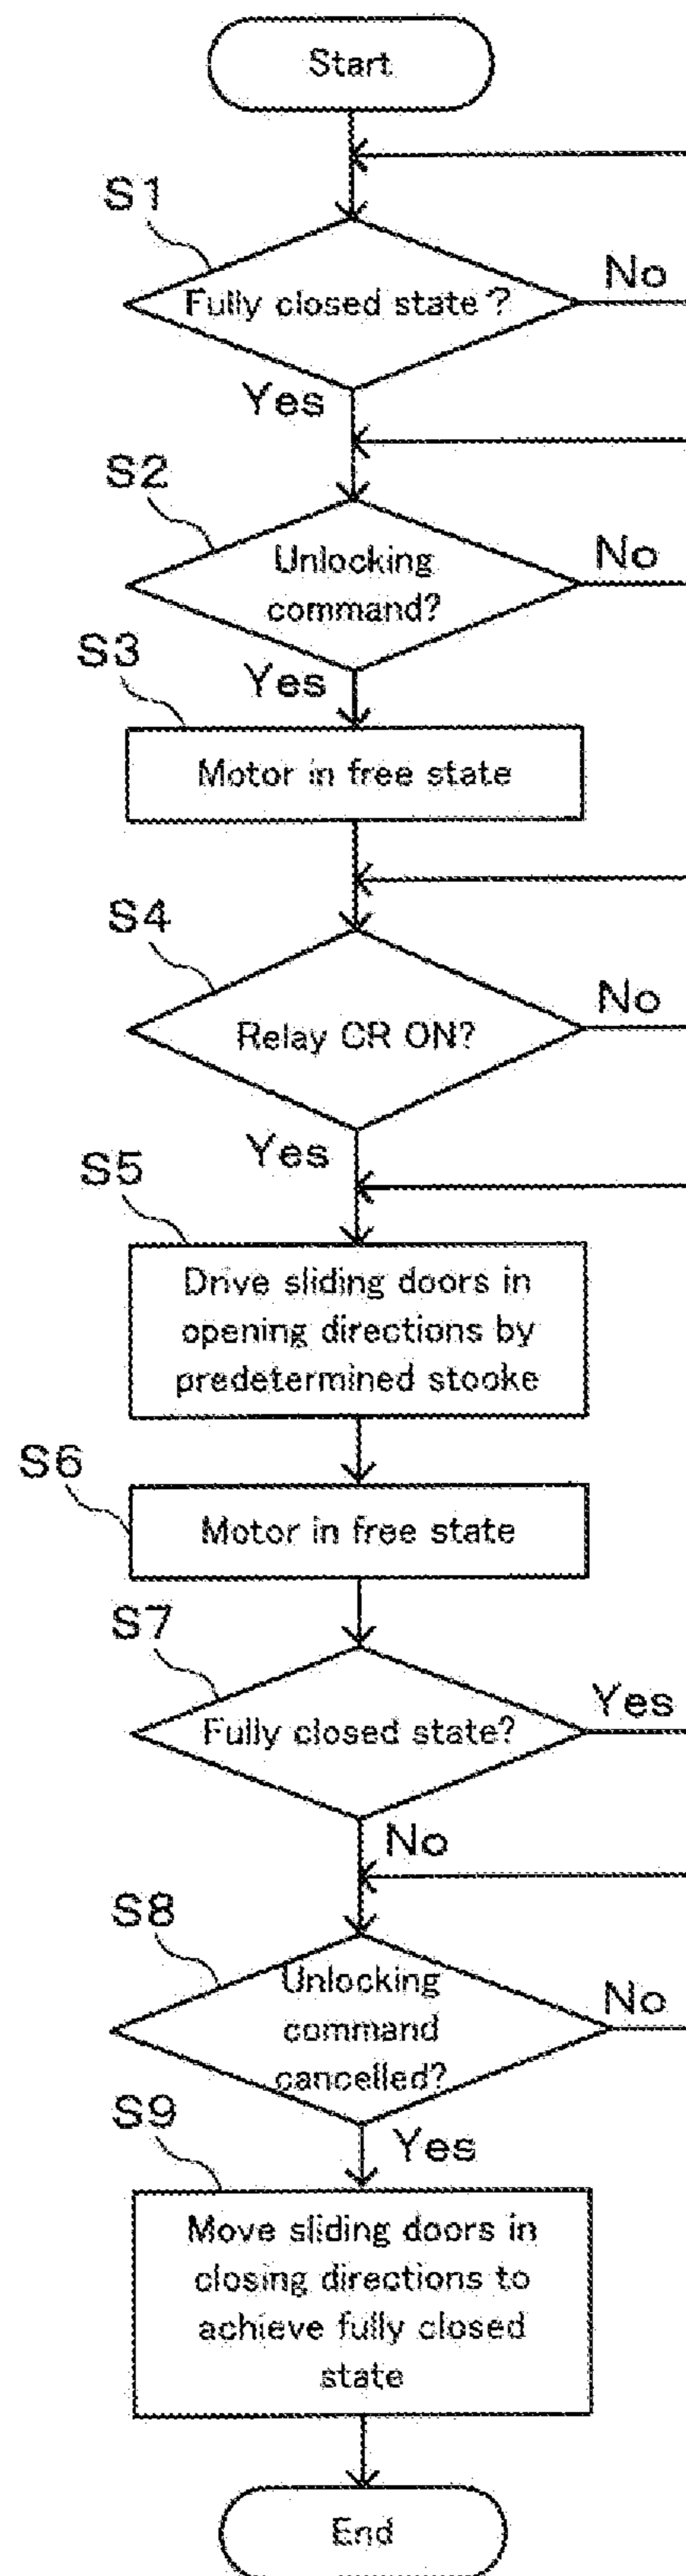 Start
S1
Fully closed state?
No
Yes
S2
Unlocking
command?
No
S3
Yes
Motor in free state
S4
Relay CR ON?
No
Yes
S5
Drive sliding doors in
opening directions by
predetermined stooke
S6
Motor in free state
S7
Fully closed state?
Yes
No
S8
Unlocking
command
cancelled?
No
S9
Yes
Move sliding doors in
closing directions to
achieve fully closed
state
End